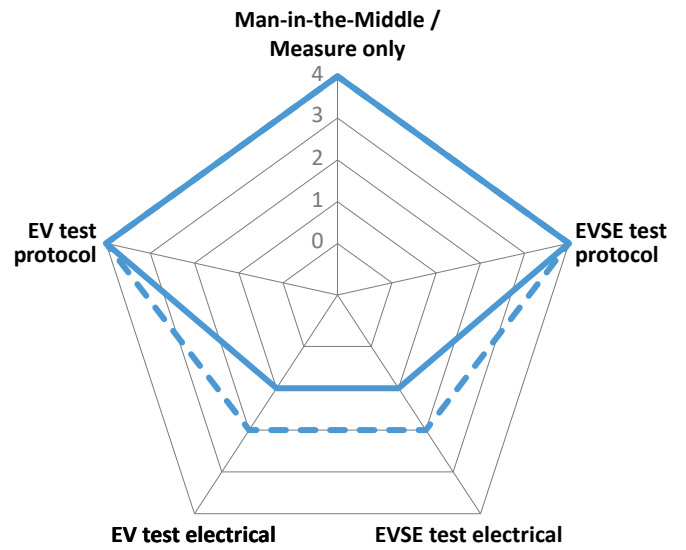 Man-in-the-Middle /
Measure only
4
3
2
1
0
EV test
protocol
EVSE test
protocol
EV test electrical
EVSE test electrical